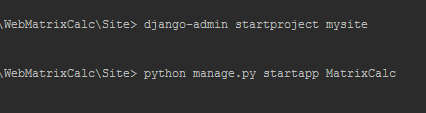 \WebMatrixCalc\Site> django-admin startproject mysite
\WebMatrixCalc\Site> python manage.py startapp MatrixCalc